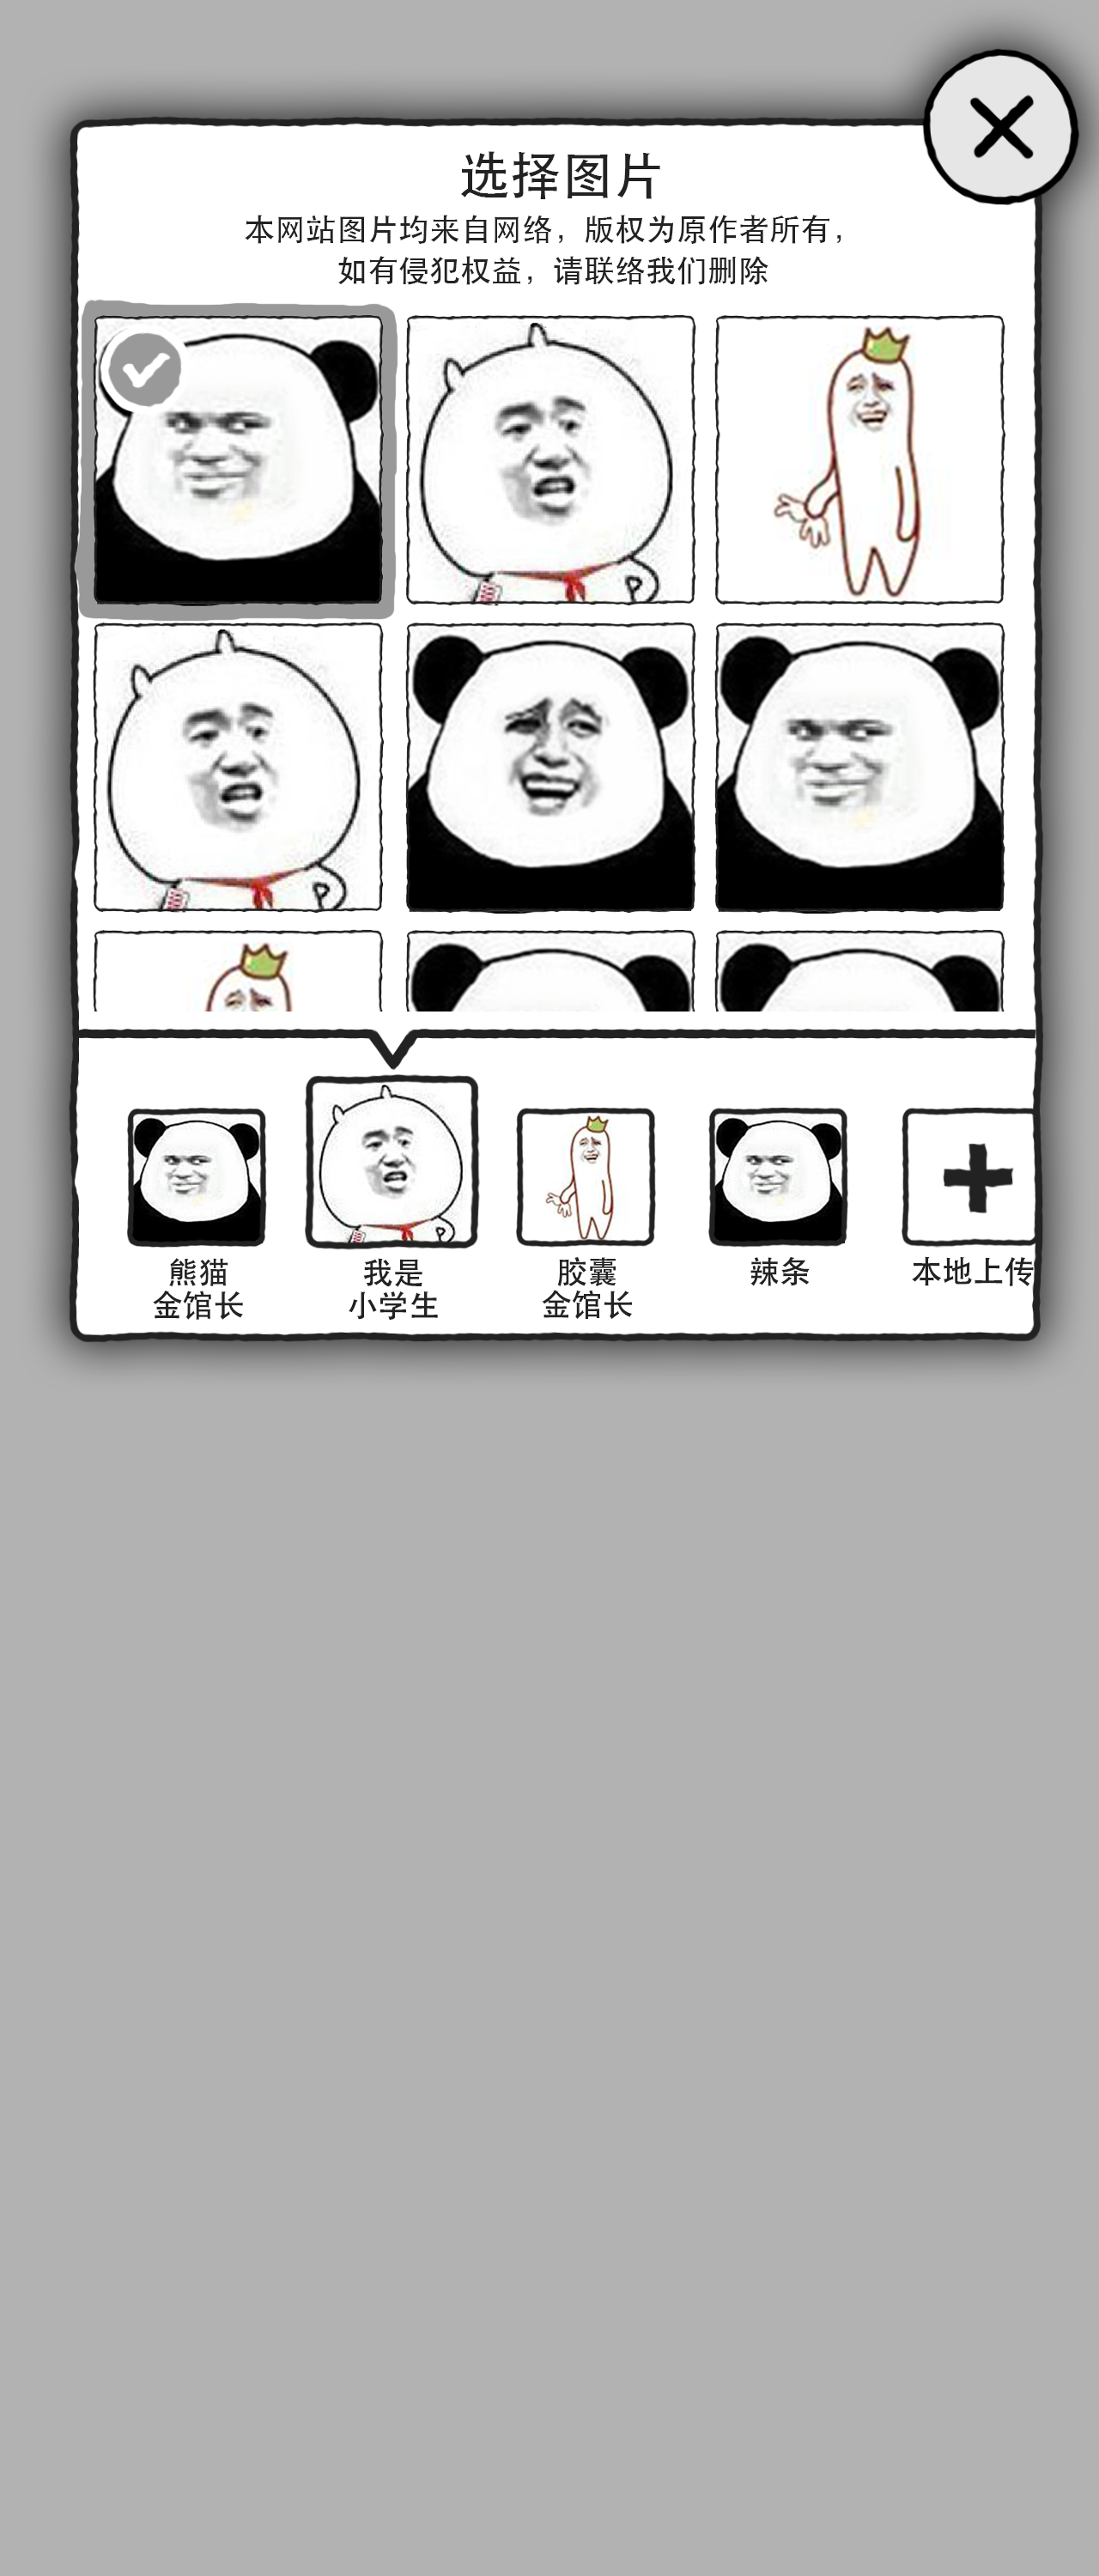 选择图片
本网站图片均来自网络，版权为原作者所有，
如有侵犯权益，请联络我们删除
熊猫
金馆长
我是
小学生
胶囊
金馆长
辣条
本地上传